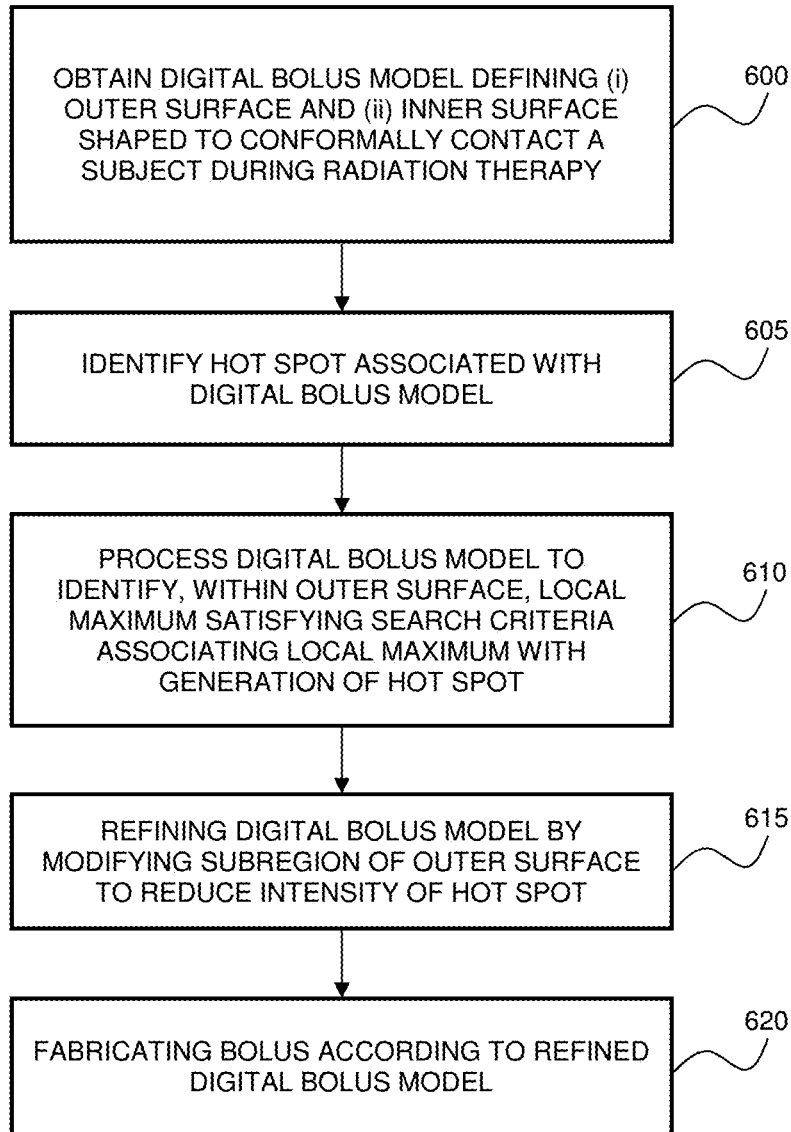 OBTAIN DIGITAL BOLUS MODEL DEFINING (i)
OUTER SURFACE AND (ii) INNER SURFACE
SHAPED TO CONFORMALLY CONTACT A
SUBJECT DURING RADIATION THERAPY
600
IDENTIFY HOT SPOT ASSOCIATED WITH
DIGITAL BOLUS MODEL
605
PROCESS DIGITAL BOLUS MODEL TO
IDENTIFY, WITHIN OUTER SURFACE, LOCAL
MAXIMUM SATISFYING SEARCH CRITERIA
ASSOCIATING LOCAL MAXIMUM WITH
GENERATION OF HOT SPOT
610
REFINING DIGITAL BOLUS MODEL BY
MODIFYING SUBREGION OF OUTER SURFACE
TO REDUCE INTENSITY OF HOT SPOT
615
FABRICATING BOLUS ACCORDING TO REFINED
DIGITAL BOLUS MODEL
620